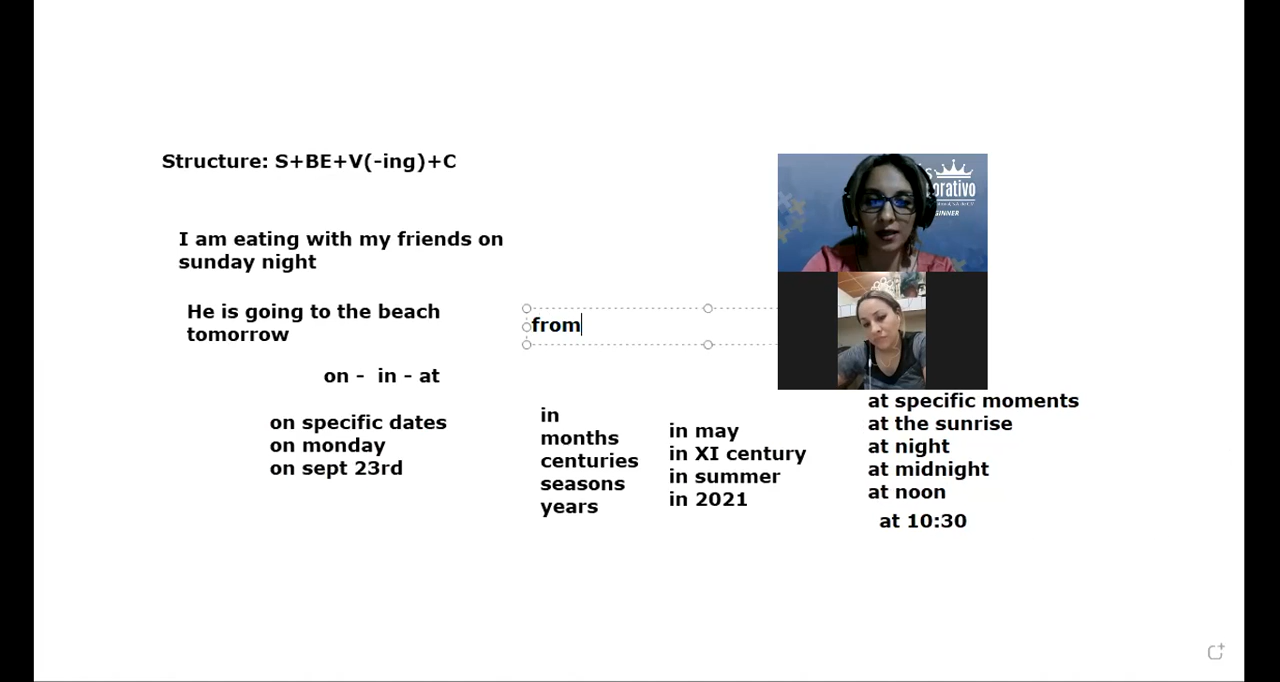 Structure: S+BE+V(-ing)+C
I am eating with my friends on
sunday night
He is going to the beach
tomorrow
from
on - in - at
on specific dates
on monday
on sept 23rd
in
months
centuries
seasons
years
in may
in XI century
in summer
in 2021
at specific moments
at the sunrise
at night
at midnight
at noon
at 10:30